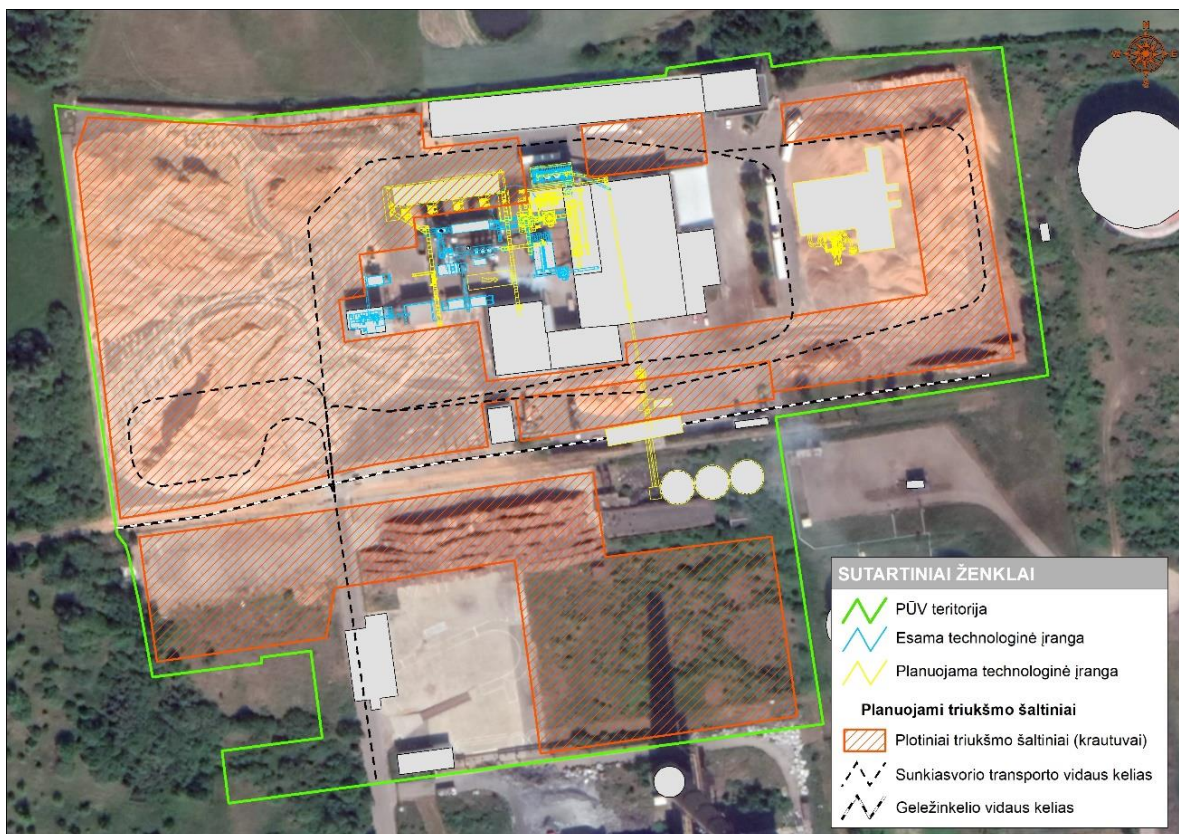 SUTARTINIAI ŽENKLAI
PŪV teritorija
Esama technologinė įranga
Planuojama technologinė įranga
Planuojami triukšmo šaltiniai
Plotiniai triukšmo šaltiniai (krautuvai)
Sunkiasvorio transporto vidaus kelias
Geležinkelio vidaus kelias